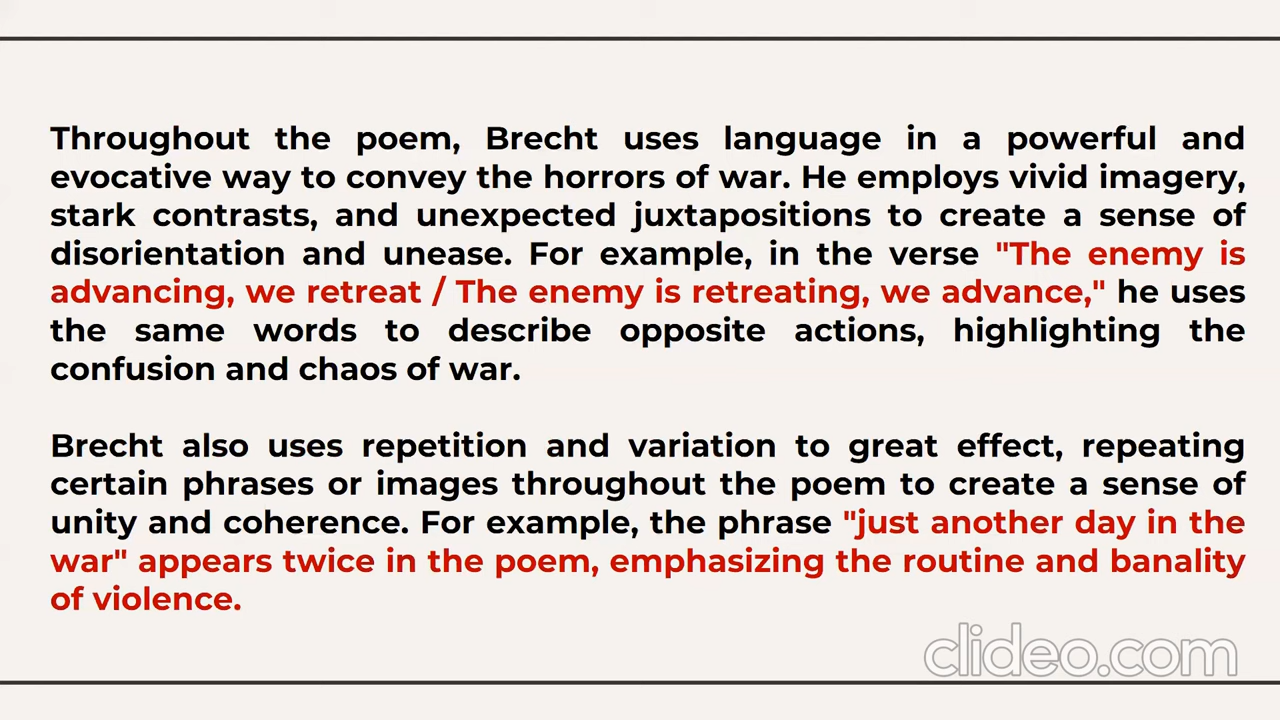 Throughout the poem, Brecht uses language in a powerful and
evocative way to convey the horrors of war. He employs vivid imagery,
stark contrasts, and unexpected juxtapositions to create a sense of
disorientation and unease. For example, in the verse "The enemy is
advancing, we retreat / The enemy is retreating, we advance," he uses
the same words to describe opposite actions, highlighting the
confusion and chaos of war.
Brecht also uses repetition and variation to great effect, repeating
certain phrases or images throughout the poem to create a sense of
unity and coherence. For example, the phrase "just another day in the
war" appears twice in the poem, emphasizing the routine and banality
of violence.
clideo.com